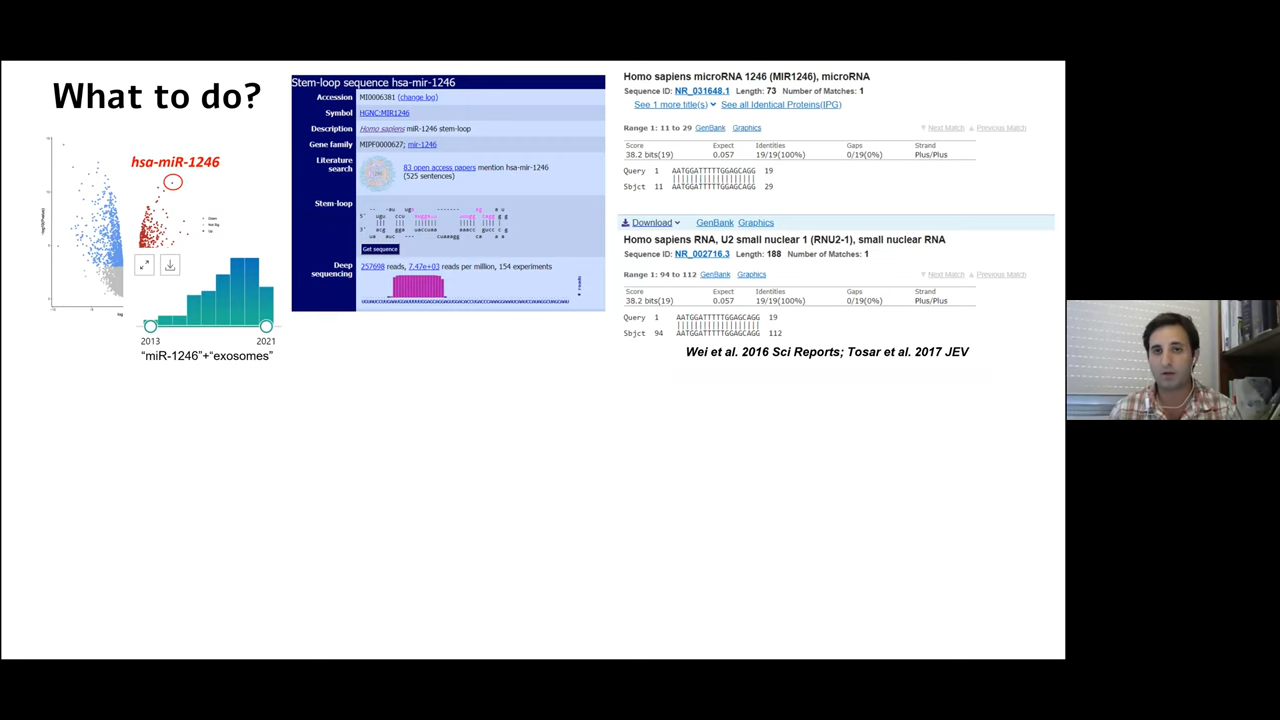 What to do?
hsa-miR-1246
2013
2021
“miR-1246”+“exosomes”
Stem-loop sequence hsa-mir-1246
Accession MI0006381 (change log)
Symbol HGNC:MIR1246
Description Homo sapiens miR-1246 stem-loop
Gene family MIPF0000627; mir-1246
Literature search
83 open access papers mention hsa-mir-1246
(525 sentences)
Stem-loop
Get sequence
Deep sequencing
257698 reads, 7.47e+03 reads per million, 154 experiments
Homo sapiens microRNA 1246 (MIR1246), microRNA
Sequence ID: NR_031648.1 Length: 73 Number of Matches: 1
See 1 more title(s) See all Identical Proteins(IPG)
Range 1: 11 to 29 GenBank Graphics Next Match Previous Match
Score Expect Identities Gaps Strand
38.2 bits(19) 0.057 19/19(100%) 0/19(0%) Plus/Plus
Query 1 AATGGATTTTTGGAGCAGG 19
Sbjct 11 AATGGATTTTTGGAGCAGG 29
Download GenBank Graphics
Homo sapiens RNA, U2 small nuclear 1 (RNU2-1), small nuclear RNA
Sequence ID: NR_002716.3 Length: 188 Number of Matches: 1
Range 1: 94 to 112 GenBank Graphics Next Match Previous Match
Score Expect Identities Gaps Strand
38.2 bits(19) 0.057 19/19(100%) 0/19(0%) Plus/Plus
Query 1 AATGGATTTTTGGAGCAGG 19
Sbjct 94 AATGGATTTTTGGAGCAGG 112
Wei et al. 2016 Sci Reports; Tosar et al. 2017 JEV